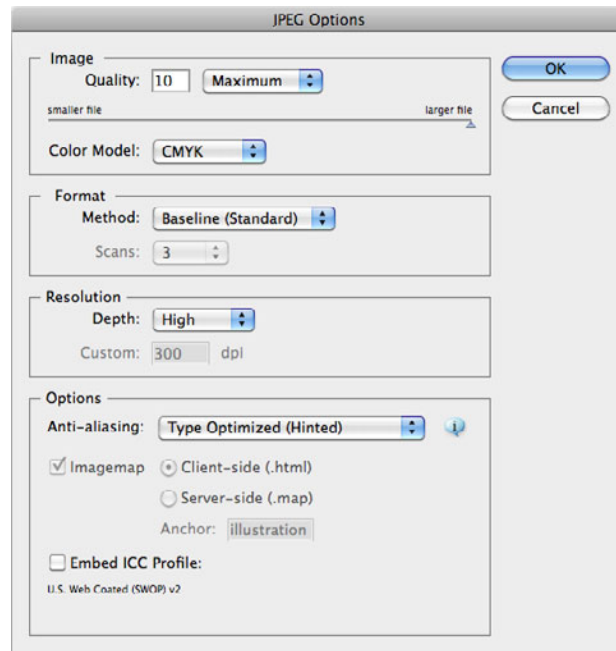 JPEG Options
Image
Quality: 10 Maximum
smaller file larger file
Color Model: CMYK
OK
Cancel
Format
Method: Baseline (Standard)
Scans: 3
Resolution
Depth: High
Custom: 300 dpi
Options
Anti-aliasing: Type Optimized (Hinted)
Imagemap Client-side (.html)
Server-side (.map)
Anchor: illustration
Embed ICC Profile:
U.S. Web Coated (SWOP) v2